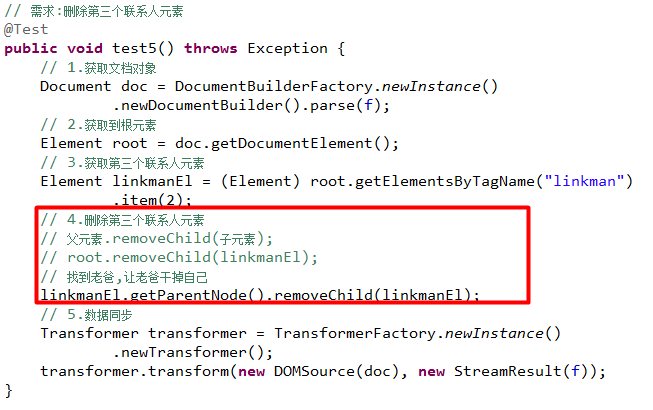 // 需求:删除第三个联系人元素
@Test
public void test5() throws Exception {
// 1.获取文档对象
Document doc = DocumentBuilderFactory.newInstance()
.newDocumentBuilder().parse(f);
// 2.获取到根元素
Element root = doc.getDocumentElement();
// 3.获取第三个联系人元素
Element linkmanEl = (Element) root.getElementsByTagName("linkman")
.item(2);
// 4.删除第三个联系人元素
// 父元素.removeChild(子元素);
// root.removeChild(linkmanEl);
// 找到老爸,让老爸干掉自己
linkmanEl.getParentNode().removeChild(linkmanEl);
// 5.数据同步
Transformer transformer = TransformerFactory.newInstance()
.newTransformer();
transformer.transform(new DOMSource(doc), new StreamResult(f));
}